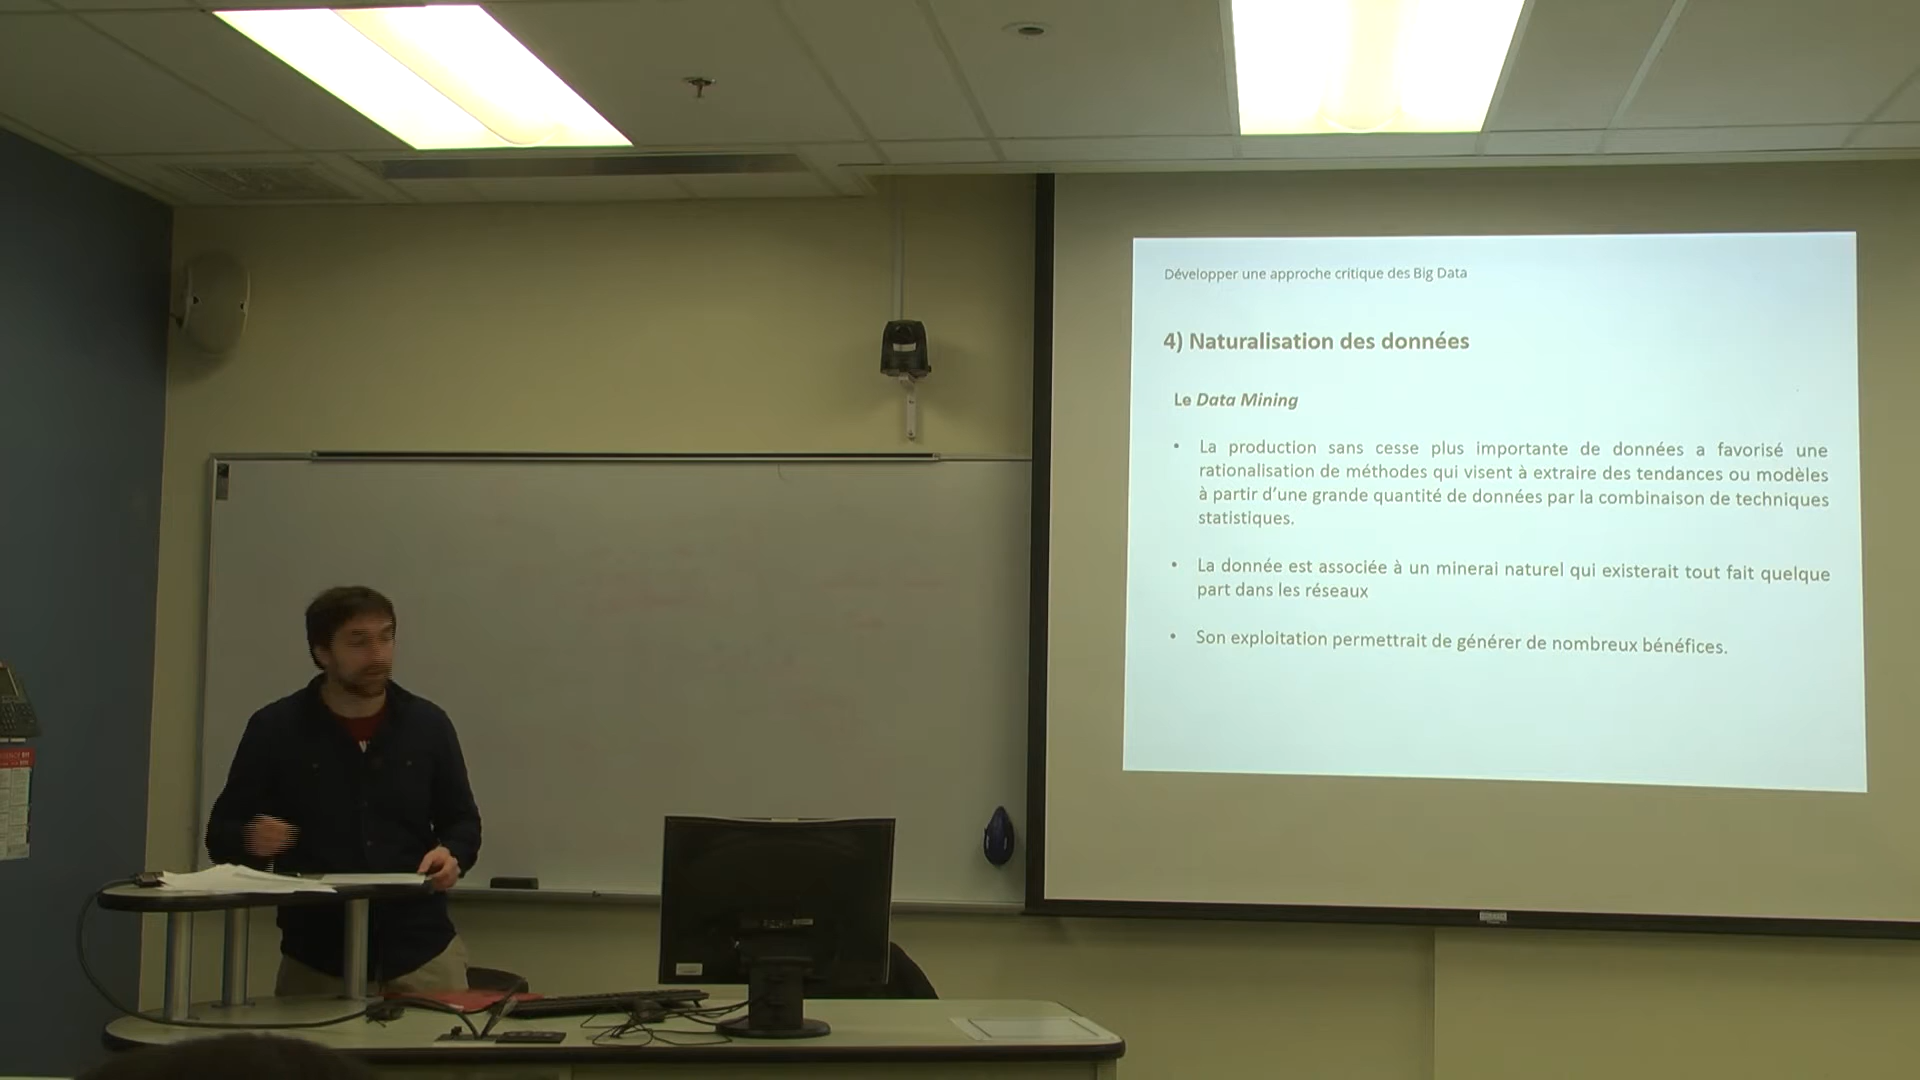 Développer une approche critique des Big Data
4) Naturalisation des données
Le Data Mining
• La production sans cesse plus importante de données a favorisé une
rationalisation de méthodes qui visent à extraire des tendances ou modèles
à partir d'une grande quantité de données par la combinaison de techniques
statistiques.
• La donnée est associée à un minerai naturel qui existerait tout fait quelque
part dans les réseaux
• Son exploitation permettrait de générer de nombreux bénéfices.